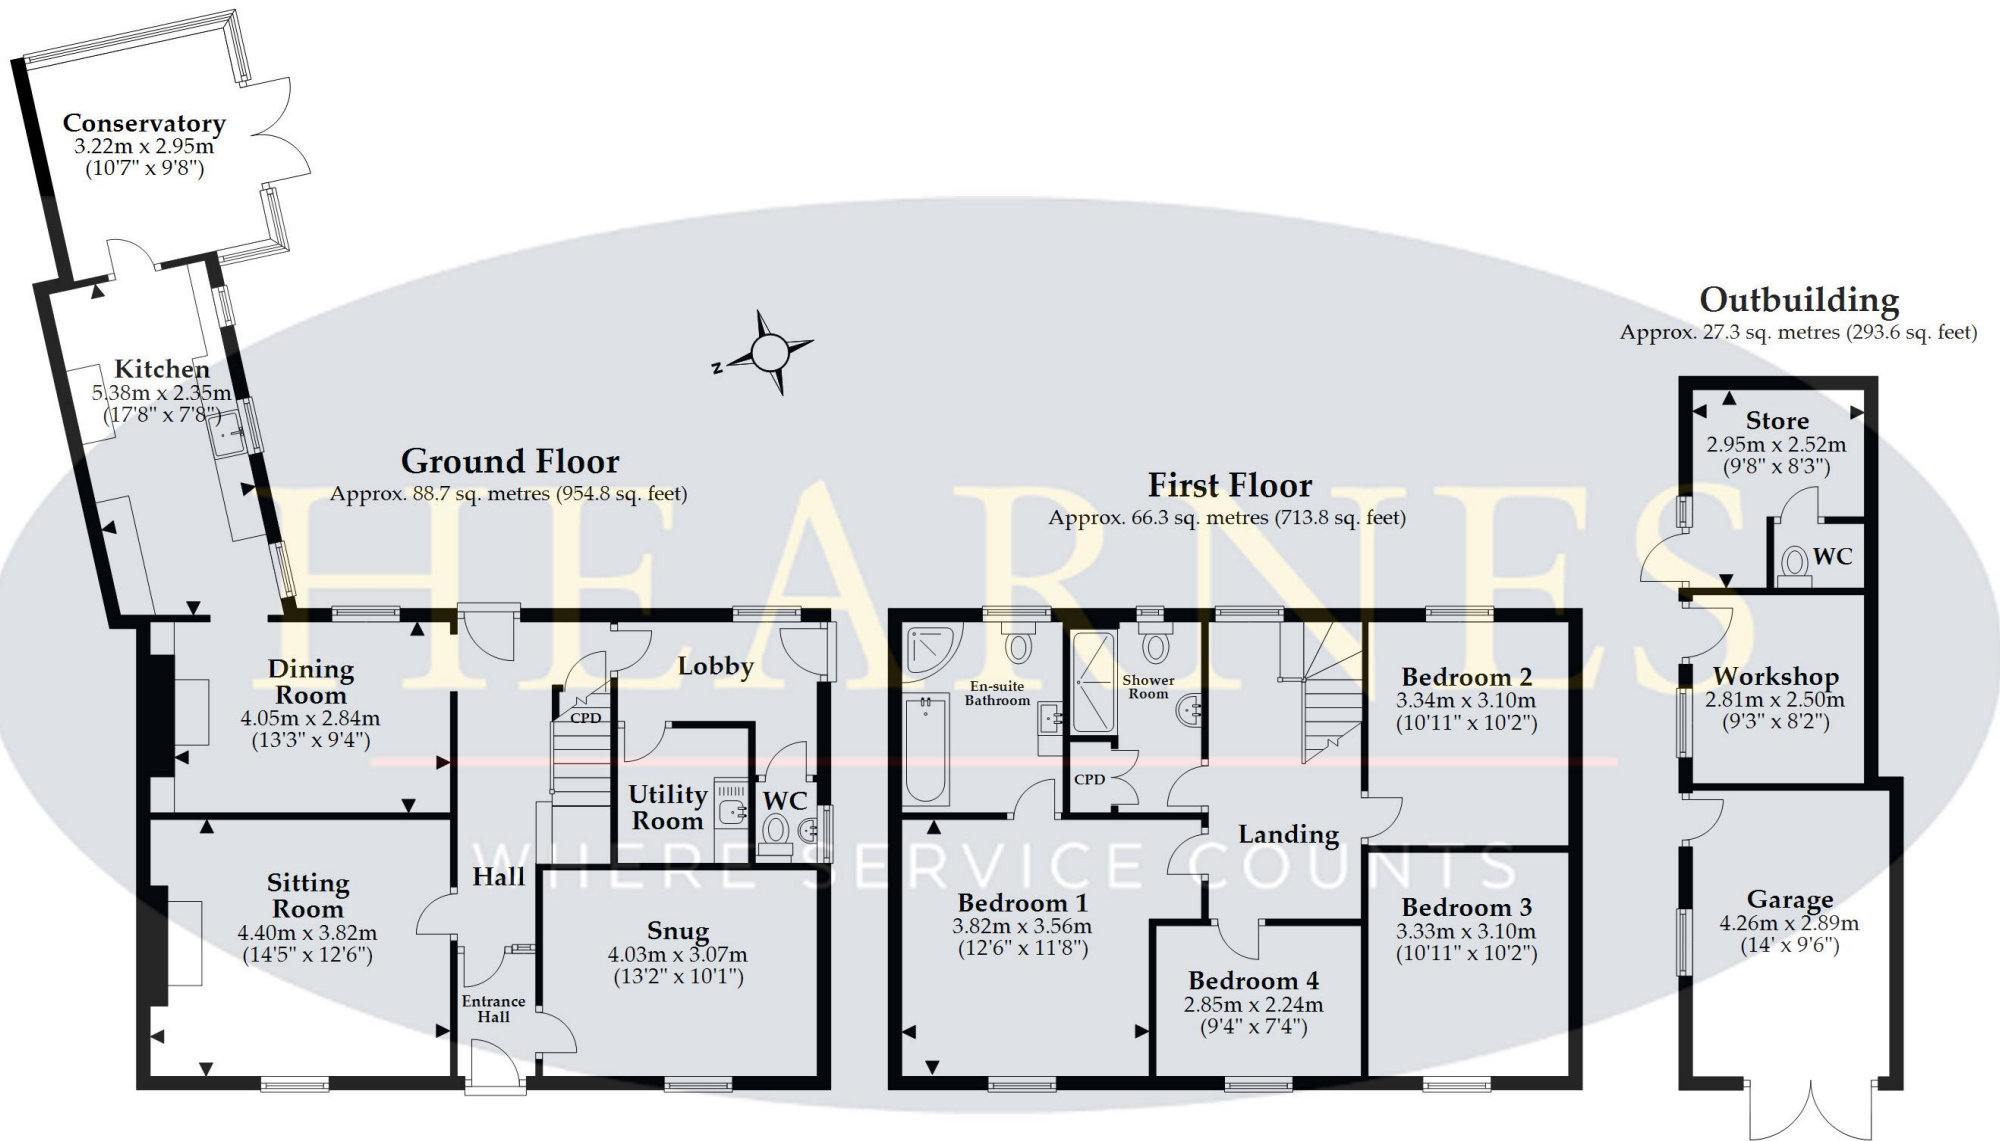 Conservatory
3.22m x 2.95m
(10'7" x 9'8")
Kitchen
5.38m x 2.35m
(17'8" x 7'8")
Z
Ground Floor
Approx. 88.7 sq. metres (954.8 sq. feet)
Dining
Room
4.05m x 2.84m
(13'3" x 9'4")
Lobby
CPD
Utility
Room
WC
Hall
Sitting
Room
4.40m x 3.82m
(14'5" x 12'6")
Snug
4.03m x 3.07m
(13'2" x 10'1")
Entrance
Hall
First Floor
Approx. 66.3 sq. metres (713.8 sq. feet)
En-suite
Bathroom
Shower
Room
CPD
Landing
Bedroom 2
3.34m x 3.10m
(10'11" x 10'2")
Bedroom 1
3.82m x 3.56m
(12'6" x 11'8")
Bedroom 3
3.33m x 3.10m
(10'11" x 10'2")
Bedroom 4
2.85m x 2.24m
(9'4" x 7'4")
Outbuilding
Approx. 27.3 sq. metres (293.6 sq. feet)
Store
2.95m x 2.52m
(9'8" x 8'3")
WC
Workshop
2.81m x 2.50m
(9'3" x 8'2")
Garage
4.26m x 2.89m
(14' x 9'6")
HEARNES
WHERE SERVICE COUNTS